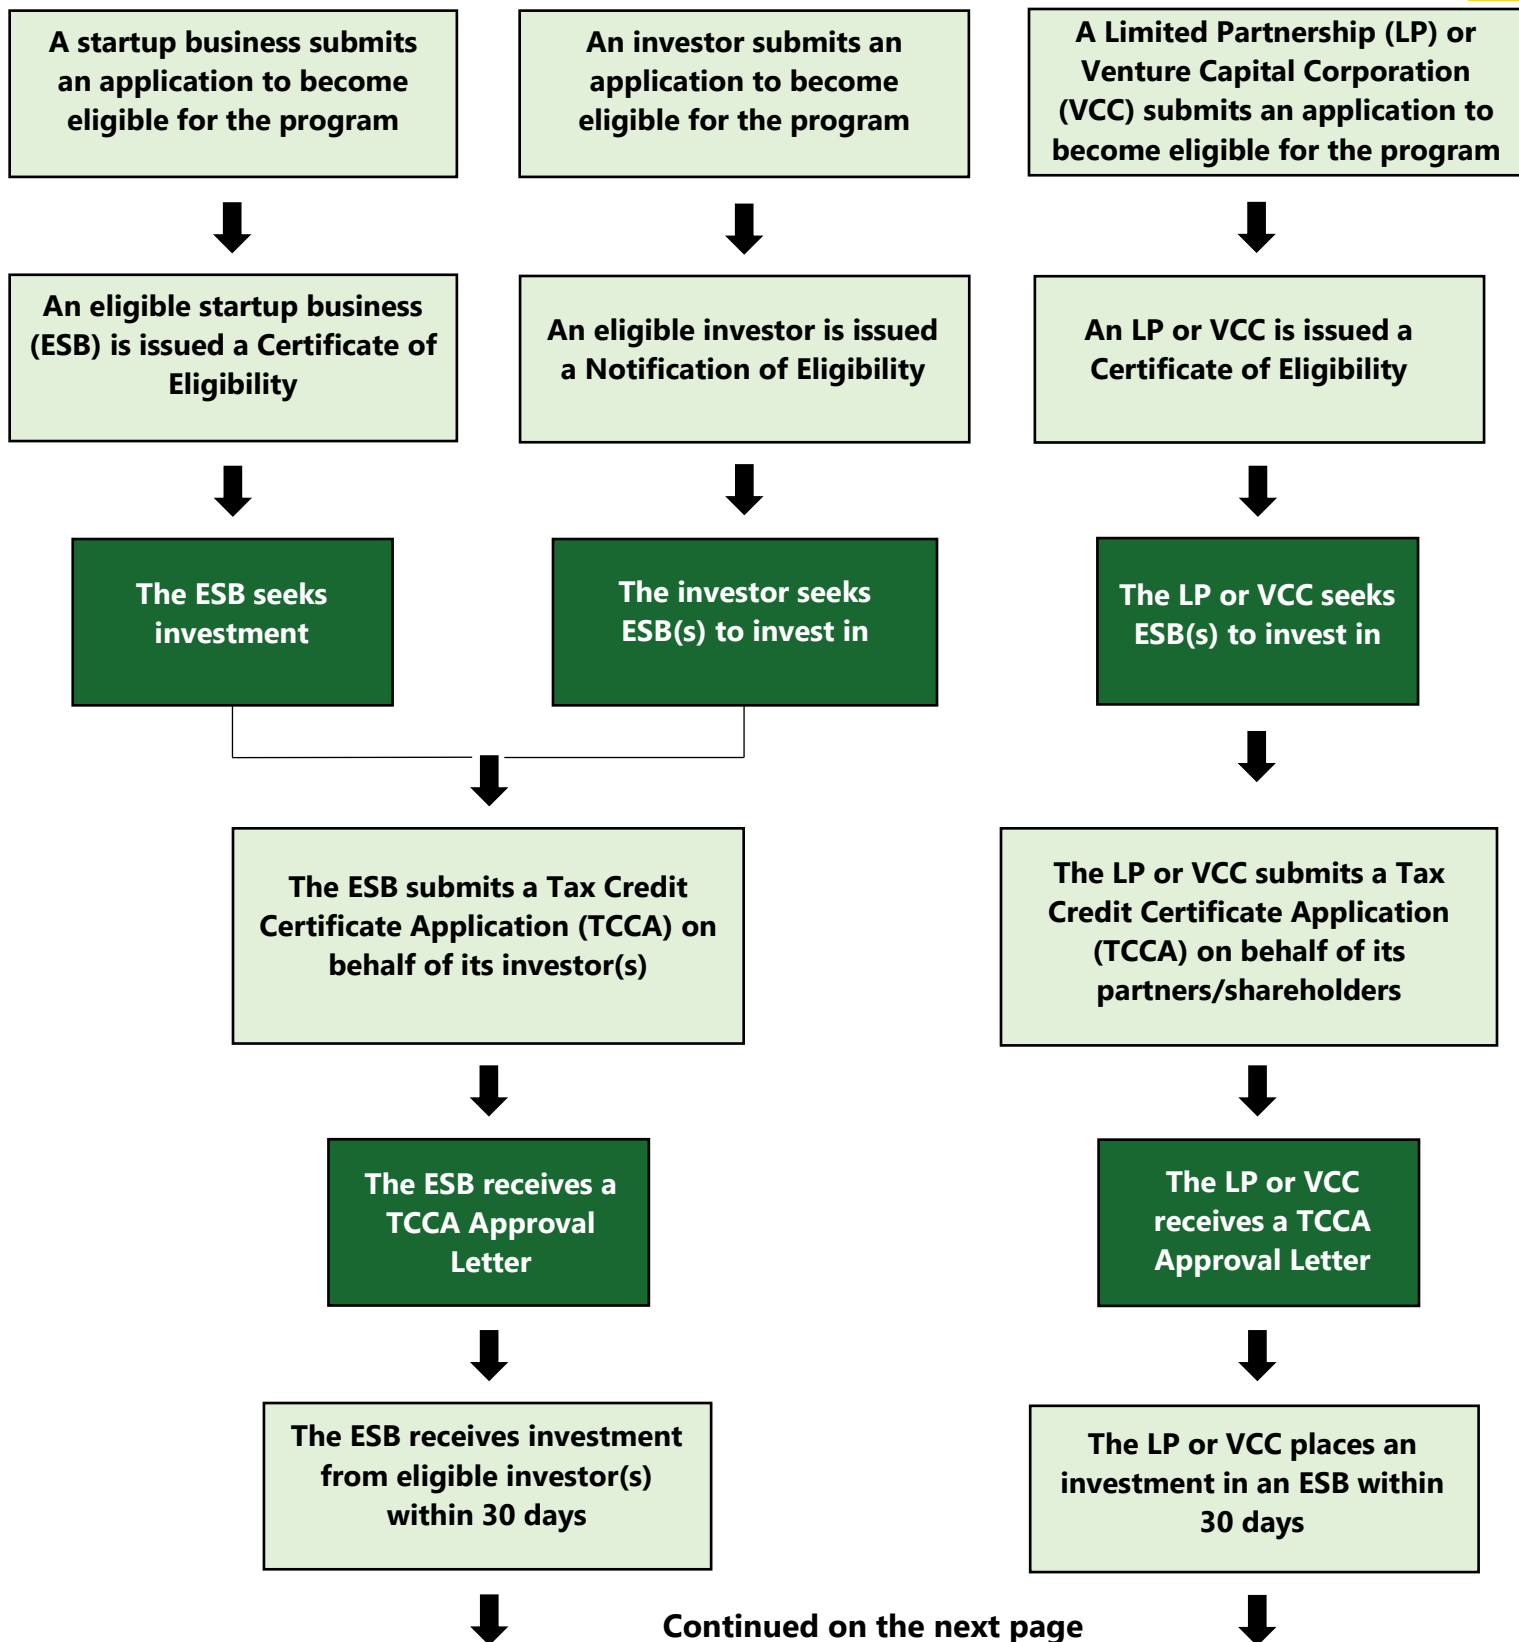 A startup business submits
an application to become
eligible for the program
An investor submits an
application to become
eligible for the program
A Limited Partnership (LP) or
Venture Capital Corporation
(VCC) submits an application to
become eligible for the program
An eligible startup business
(ESB) is issued a Certificate of
Eligibility
An eligible investor is issued
a Notification of Eligibility
An LP or VCC is issued a
Certificate of Eligibility
The ESB seeks
investment
The investor seeks
ESB(s) to invest in
The LP or VCC seeks
ESB(s) to invest in
The ESB submits a Tax Credit
Certificate Application (TCCA) on
behalf of its investor(s)
The LP or VCC submits a Tax
Credit Certificate Application
(TCCA) on behalf of its
partners/shareholders
The ESB receives a
TCCA Approval
Letter
The LP or VCC
receives a TCCA
Approval Letter
The ESB receives investment
from eligible investor(s)
within 30 days
The LP or VCC places an
investment in an ESB within
30 days
Continued on the next page